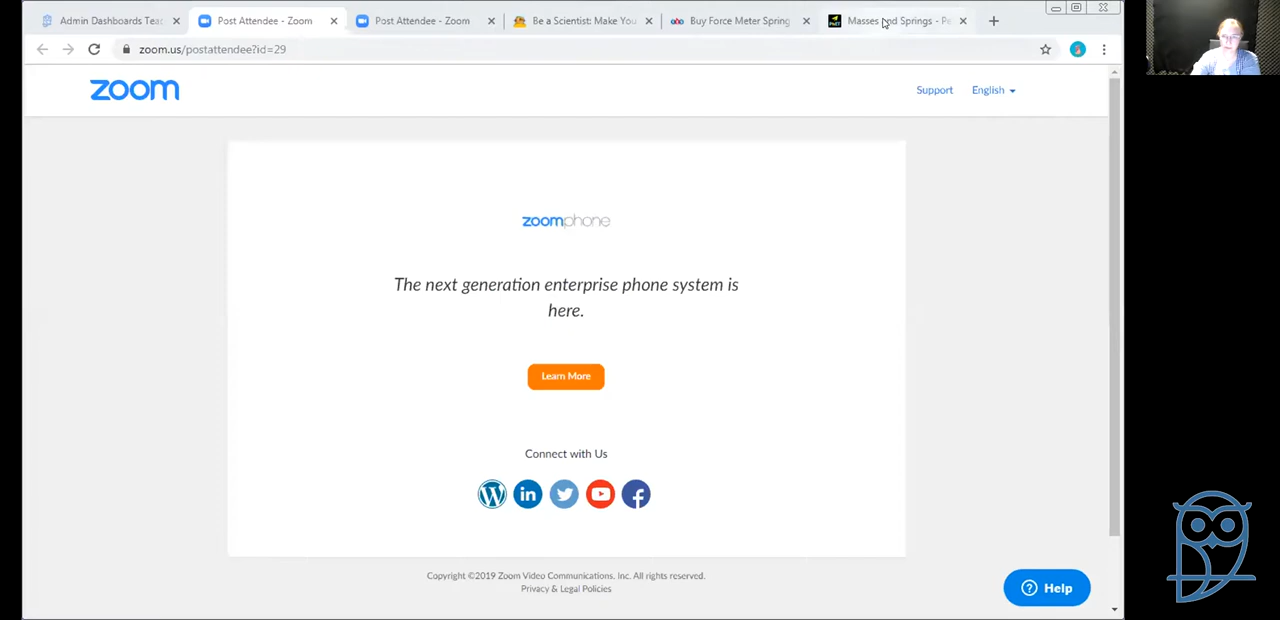 Admin Dashboards Teac
Post Attendee - Zoom
Post Attendee - Zoom
Be a Scientist: Make You
Buy Force Meter Spring
Masses and Springs - Pe
zoom.us/postattendee?id=29
zoom
Support
English
zoomphone
The next generation enterprise phone system is
here.
Learn More
Connect with Us
Copyright ©2019 Zoom Video Communications, Inc. All rights reserved.
Privacy & Legal Policies
Help